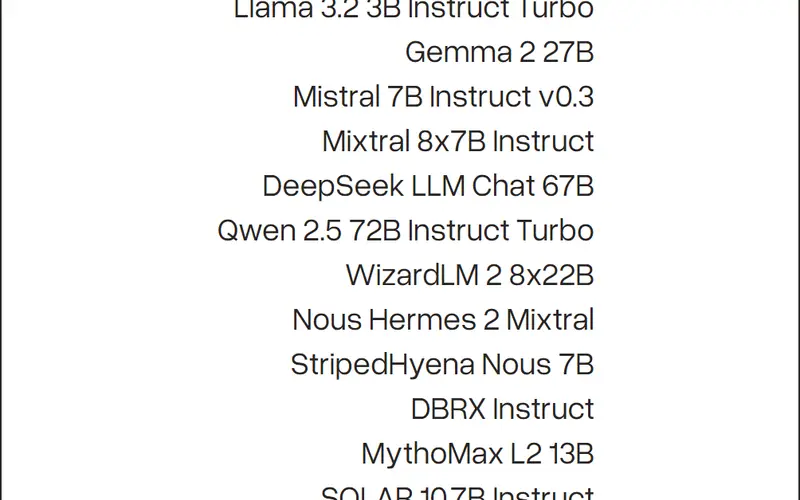 Llama 3.2 3B Instruct Turbo
Gemma 2 27B
Mistral 7B Instruct v0.3
Mixtral 8x7B Instruct
DeepSeek LLM Chat 67B
Qwen 2.5 72B Instruct Turbo
WizardLM 2 8x22B
Nous Hermes 2 Mixtral
StripedHyena Nous 7B
DBRX Instruct
MythoMax L2 13B
SOLAR 10.7B Instruct